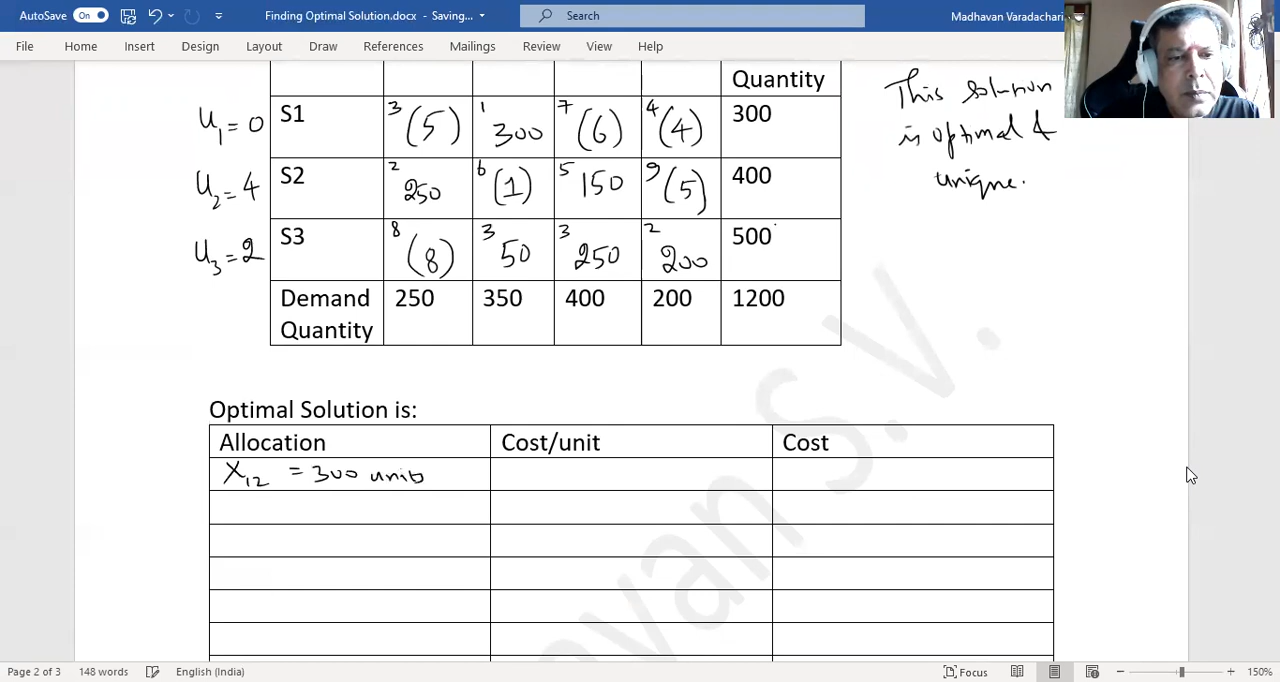 AutoSave On Finding Optimal Solution.docx - Saving... Search Madhavan Varadachari
File Home Insert Design Layout Draw References Mailings Review View Help
Quantity
This solution
is optimal &
unique.
U1 = 0 S1 3 (5) 1 300 7 (6) 4 (4) 300
U2 = 4 S2 2 250 6 (1) 5 150 9 (5) 400
U3 = 2 S3 8 (8) 3 50 3 250 2 200 500
Demand Quantity 250 350 400 200 1200
Optimal Solution is:
Allocation Cost/unit Cost
X12 = 300 units
avan S.V.
Page 2 of 3 148 words English (India) Focus 150%